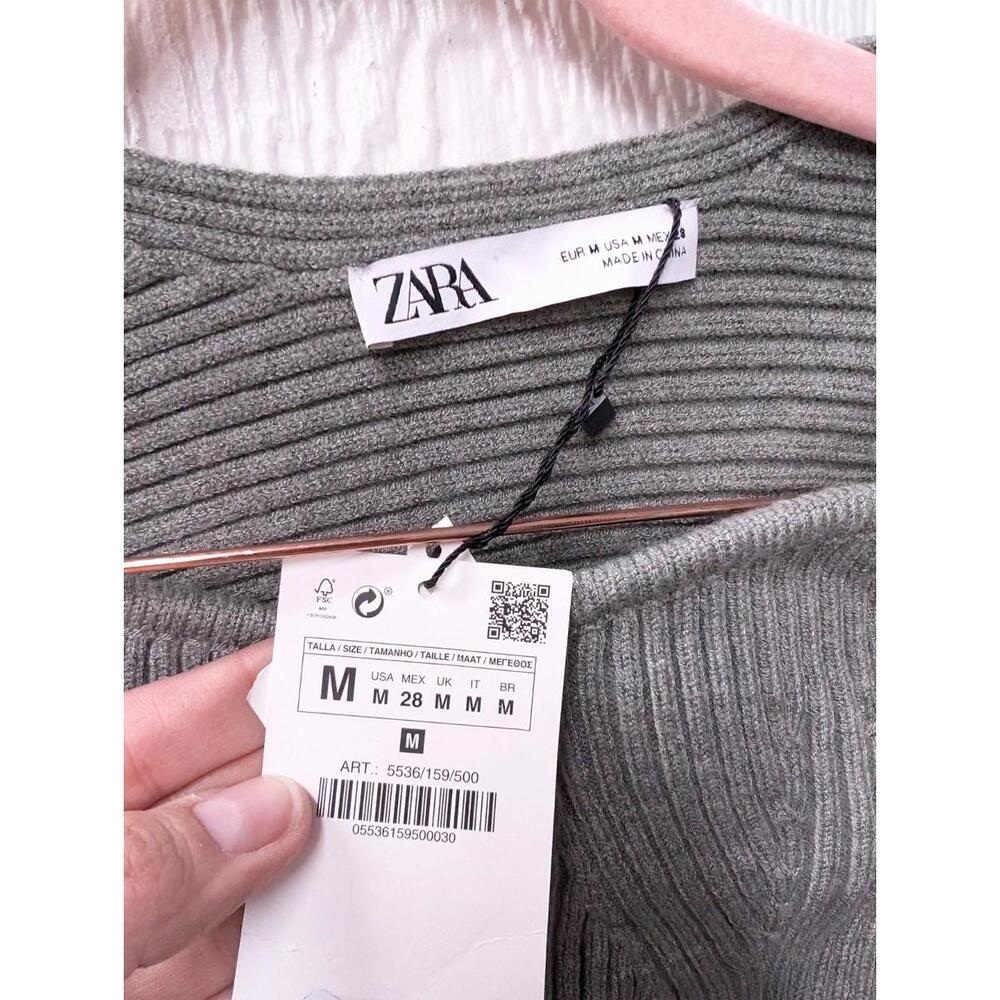 ZARA
EUR M USA M MEX 28
MADE IN CHINA
FSC
TALLA / SIZE / TAMANHO / TAILLE / MAAT / ΜΕΓΕΘΟΣ
M
USA MEX UK IT BR
M 28 M M M
M
ART.: 5536/159/500
05536159500030